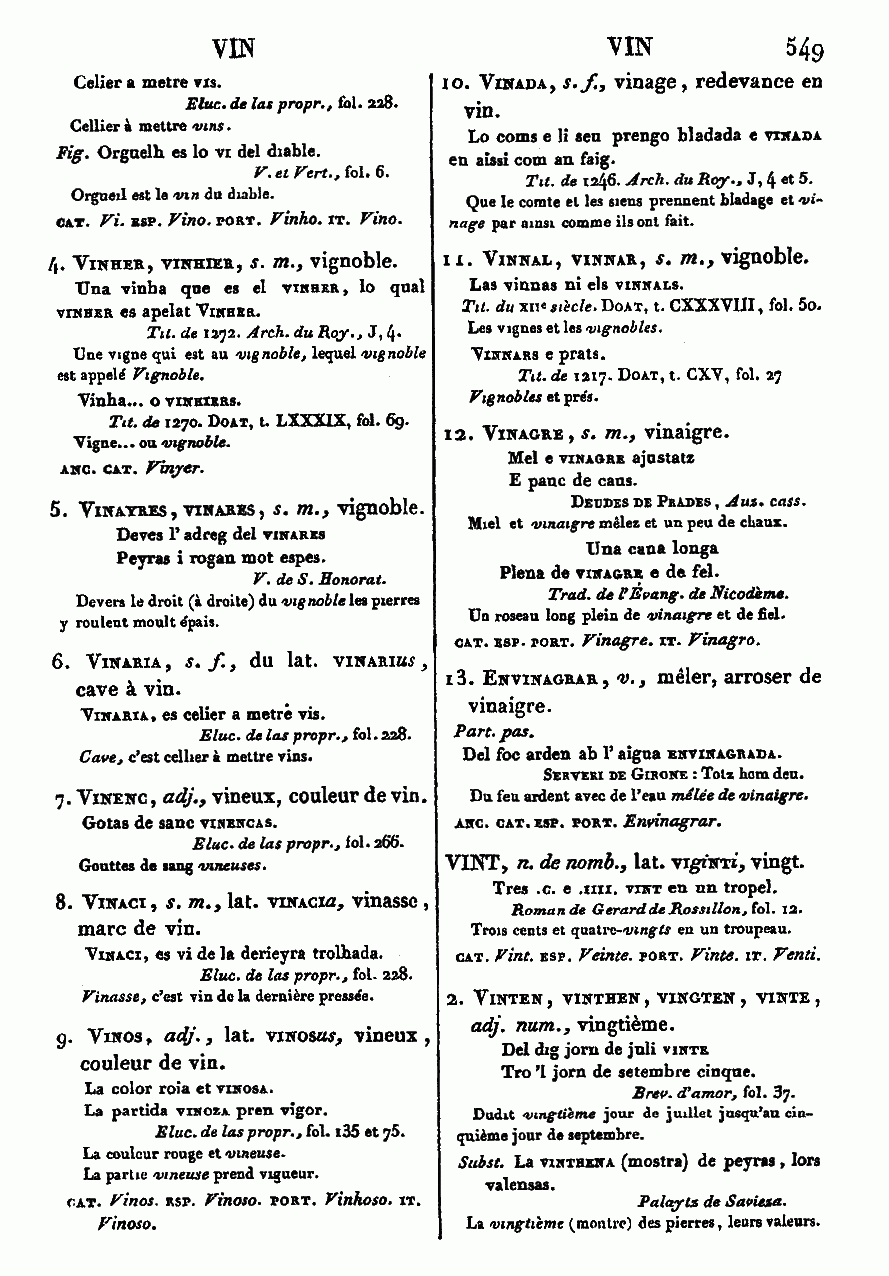 VIN
Celier a metre VIS.
Eluc. de las propr., fol. 228.
Cellier à mettre vins.
Fig. Orguelh es lo VI del diable.
V. et Vert., fol. 6.
Orgueil est le vin du diable.
CAT. Vi. ESP. Vino. PORT. Vinho. IT. Vino.
4. VINHER, VINHIER, s. m., vignoble.
Una vinha que es el VINHER, lo qual
VINHER es apelat VINHER.
Tit. de 1272. Arch. du Roy., J, 4.
Une vigne qui est au vignoble, lequel vignoble
est appelé Vignoble.
Vinha... o VINHIERS.
Tit. de 1270. DOAT, t. LXXXIX, fol. 69.
Vigne... ou vignoble.
ANC. CAT. Vinyer.
5. VINAYRES, VINARES, s. m., vignoble.
Deves l'adreg del VINARES
Peyras i rogan mot espes.
V. de S. Honorat.
Devers le droit (à droite) du vignoble les pierres
y roulent moult épais.
6. VINARIA, s. f., du lat. VINARIUS,
cave à vin.
VINARIA, es celier a metre vis.
Eluc. de las propr., fol. 228.
Cave, c'est cellier à mettre vins.
7. VINENC, adj., vineux, couleur de vin.
Gotas de sanc VINENCAS.
Eluc. de las propr., fol. 266.
Gouttes de sang vineuses.
8. VINACI, s. m., lat. VINACIA, vinasse,
marc de vin.
VINACI, es vi de la derieyra trolhada.
Eluc. de las propr., fol. 228.
Vinasse, c'est vin de la dernière pressée.
9. VINOS, adj., lat. VINOSUS, vineux,
couleur de vin.
La color roia et VINOSA.
La partida VINOZA pren vigor.
Eluc. de las propr., fol. 135 et 75.
La couleur rouge et vineuse.
La partie vineuse prend vigueur.
CAT. Vinos. ESP. Vinoso. PORT. Vinhoso. IT.
Vinoso.
VIN 549
10. VINADA, s. f., vinage, redevance en
vin.
Lo coms e li seu prengo bladada e VINADA
en aissi com an faig.
Tit. de 1246. Arch. du Roy., J, 4 et 5.
Que le comte et les siens prennent bladage et vi-
nage par ainsi comme ils ont fait.
11. VINNAL, VINNAR, s. m., vignoble.
Las vinnas ni els VINNALS.
Tit. du XIIe siècle. DOAT, t. CXXXVIII, fol. 50.
Les vignes et les vignobles.
VINNARS e prats.
Tit. de 1217. DOAT, t. CXV, fol. 27
Vignobles et prés.
12. VINAGRE, s. m., vinaigre.
Mel e VINAGRE ajustatz
E pauc de caus.
DEUDES DE PRADES, Aus. cass.
Miel et vinaigre mêlez et un peu de chaux.
Una cana longa
Plena de VINAGRE e de fel.
Trad. de l'Évang. de Nicodème.
Un roseau long plein de vinaigre et de fiel.
CAT. ESP. PORT. Vinagre. IT. Vinagro.
13. ENVINAGRAR, v., mêler, arroser de
vinaigre.
Part. pas.
Del foc arden ab l'aigua ENVINAGRADA.
SERVERI DE GIRONE : Totz hom deu.
Du feu ardent avec de l'eau mêlée de vinaigre.
ANC. CAT. ESP. PORT. Envinagrar.
VINT, n. de nomb., lat. VIginTi, vingt.
Tres .C. e .IIII. VINT en un tropel.
Roman de Gerard de Rossillon, fol. 12.
Trois cents et quatre-vingts en un troupeau.
CAT. Vint. ESP. Veinte. PORT. Vinte. IT. Venti.
2. VINTEN, VINTHEN, VINGTEN, VINTE,
adj. num., vingtième.
Del dig jorn de juli VINTE
Tro 'l jorn de setembre cinque.
Brev. d'amor, fol. 37.
Dudit vingtième jour de juillet jusqu'au cin-
quième jour de septembre.
Subst. La VINTHENA (mostra) de peyras, lors
valensas.
Palaytz de Saviesa.
La vingtième (montre) des pierres, leurs valeurs.